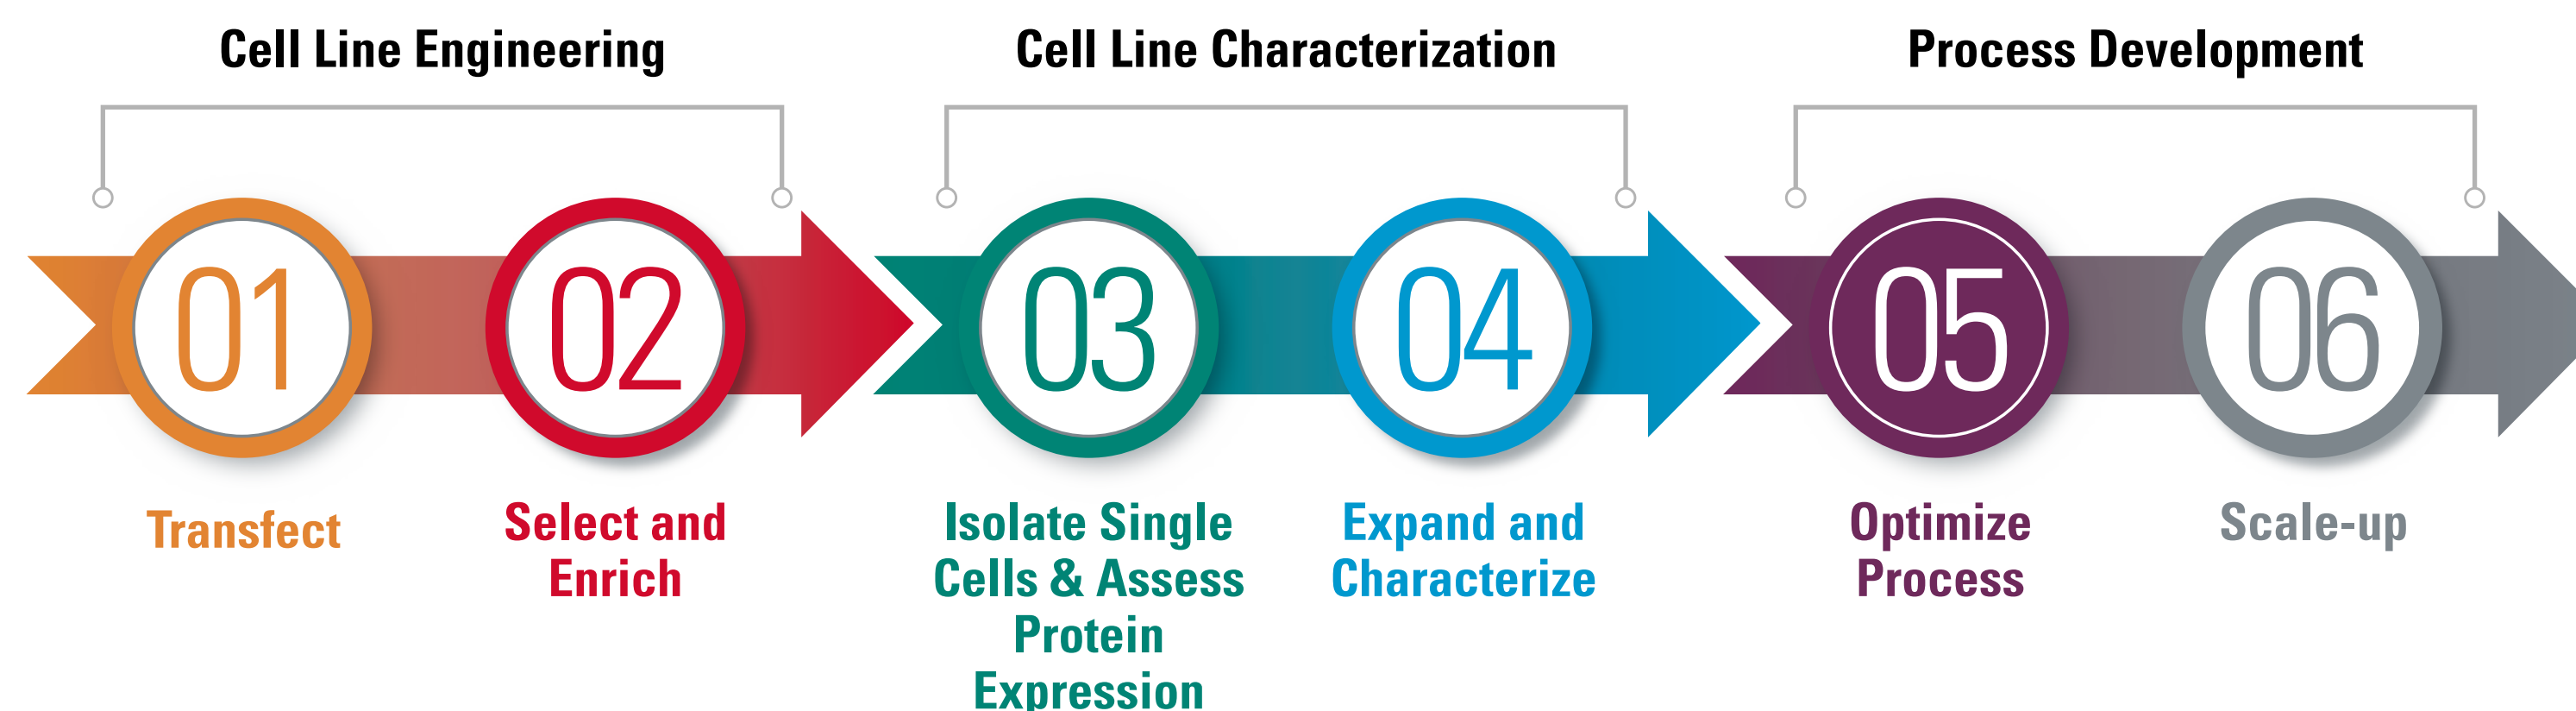 Cell Line Engineering
Cell Line Characterization
Process Development
01
02
03
04
05
06
Transfect
Select and
Enrich
Isolate Single
Cells & Assess
Protein
Expression
Expand and
Characterize
Optimize
Process
Scale-up